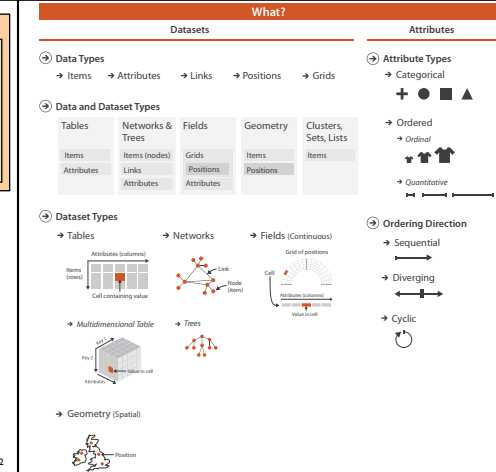 What?
Datasets
Attributes
Data Types
Items
Attributes
Links
Positions
Grids
Data and Dataset Types
Tables
Items
Attributes
Networks &
Trees
Items (nodes)
Links
Attributes
Fields
Grids
Positions
Attributes
Geometry
Items
Positions
Clusters,
Sets, Lists
Items
Dataset Types
Tables
Attributes (columns)
Items
(rows)
Cell containing value
Networks
Link
Node
(item)
Fields (Continuous)
Grid of positions
Cell
Attributes (columns)
Value in cell
Multidimensional Table
Key 1
Key 2
Value in cell
Attributes
Trees
Geometry (Spatial)
Position
Attribute Types
Categorical
Ordered
Ordinal
Quantitative
Ordering Direction
Sequential
Diverging
Cyclic
2